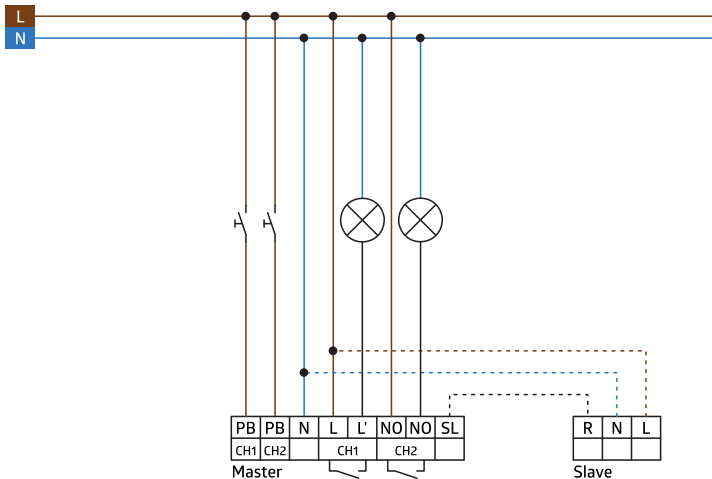 L
N
PB PB N L L' NO NO SL
CH1 CH2 CH1 CH2
Master
R N L
Slave